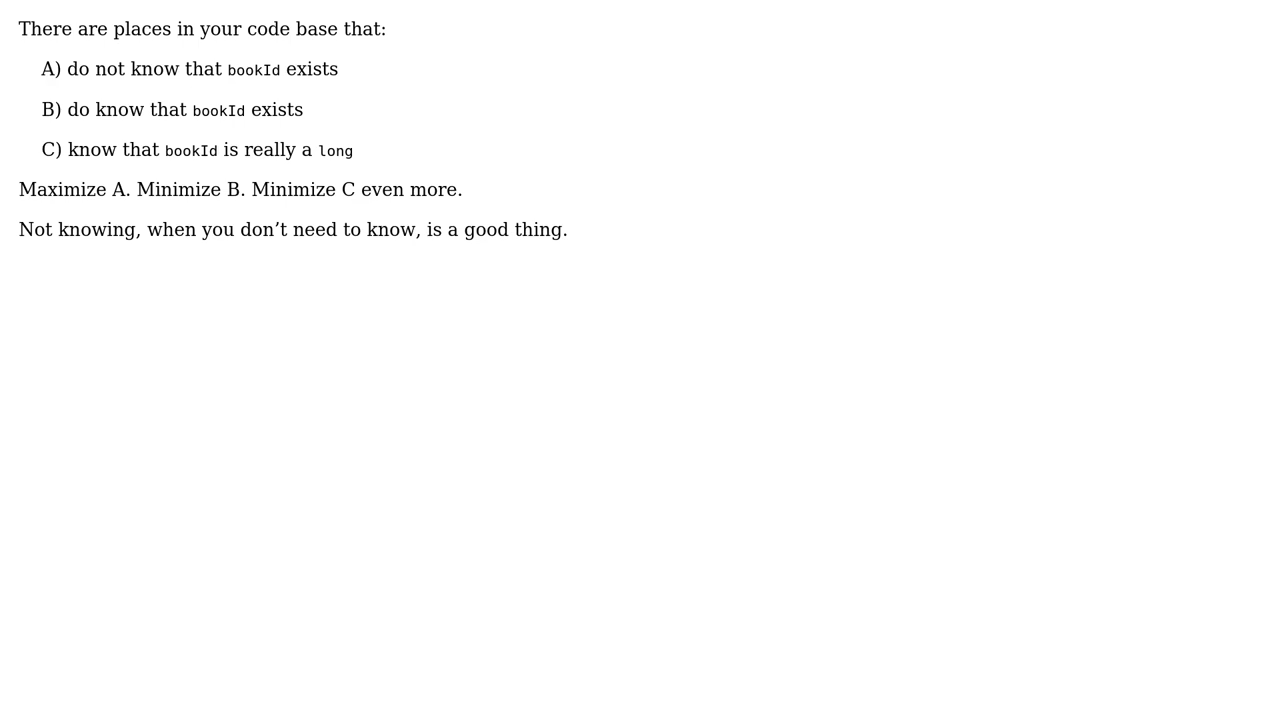 There are places in your code base that:
A) do not know that bookId exists
B) do know that bookId exists
C) know that bookId is really a long
Maximize A. Minimize B. Minimize C even more.
Not knowing, when you don’t need to know, is a good thing.